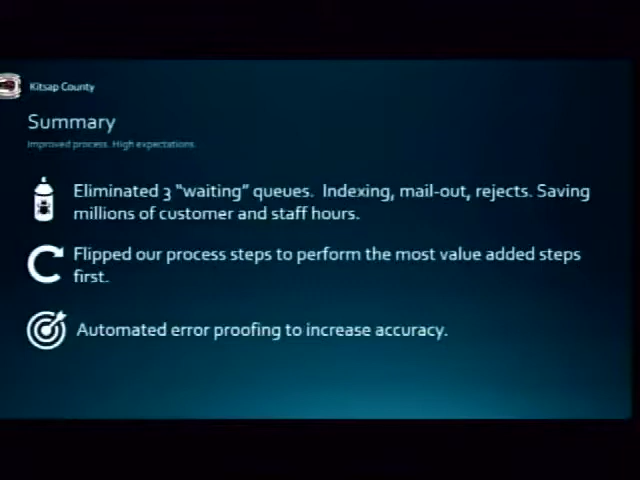 Kitsap County
Summary
Improved process. High expectations.
Eliminated 3 “waiting” queues.  Indexing, mail-out, rejects. Saving
millions of customer and staff hours.
Flipped our process steps to perform the most value added steps
first.
Automated error proofing to increase accuracy.